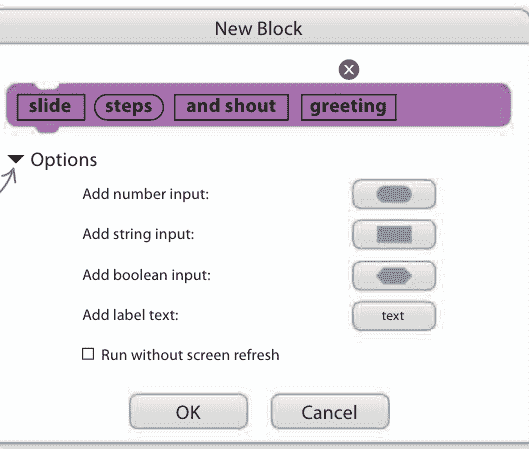 New Block
slide steps and shout greeting
Options
Add number input:
Add string input:
Add boolean input:
Add label text: text
Run without screen refresh
OK Cancel